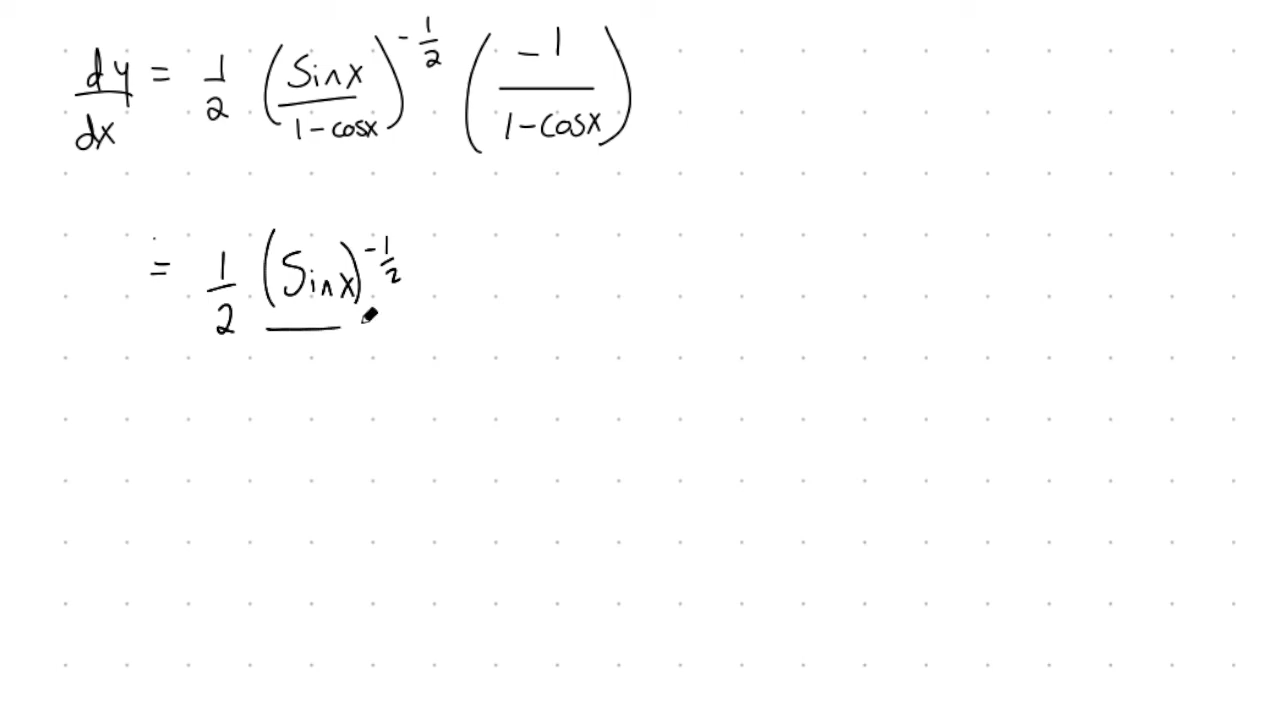 dy/dx = 1/2 (Sinx/1-cosx)^-1/2 (-1/1-cosx)
= 1/2 (Sinx)^-1/2